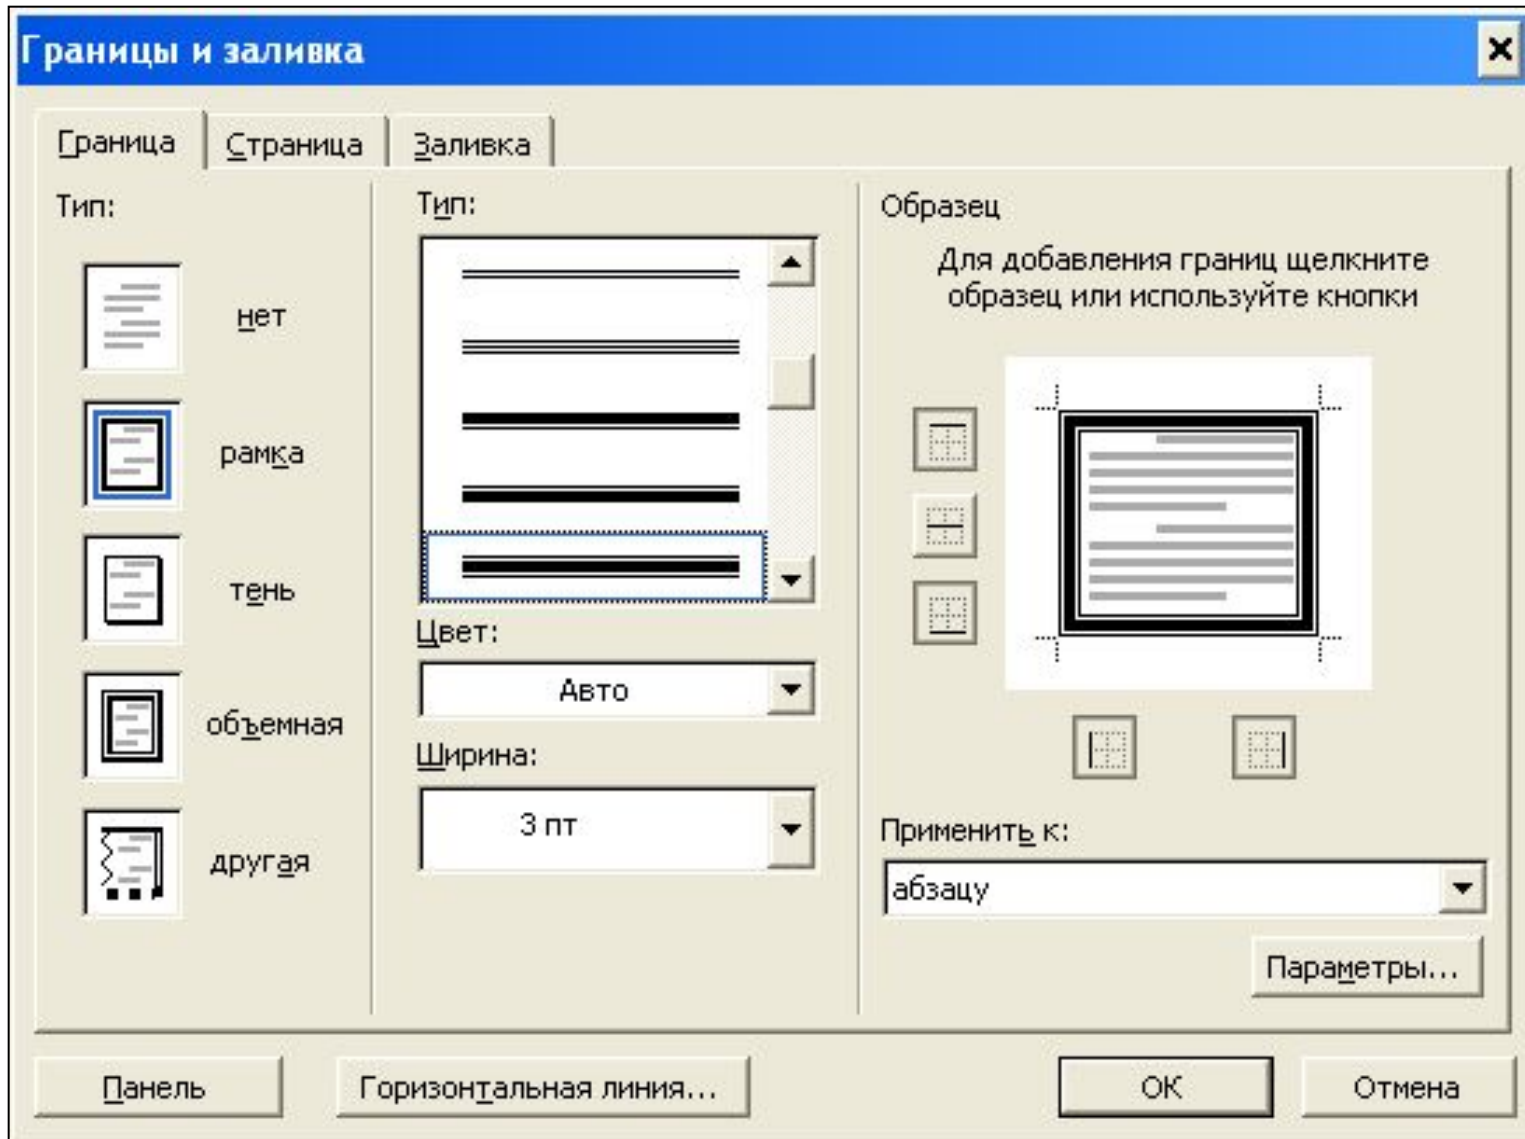 Границы и заливка
Граница
Страница
Заливка
Тип:
нет
рамка
тень
объемная
другая
Тип:
Цвет:
Авто
Ширина:
3 пт
Образец
Для добавления границ щелкните
образец или используйте кнопки
Применить к:
абзацу
Параметры...
Панель
Горизонтальная линия...
ОК
Отмена